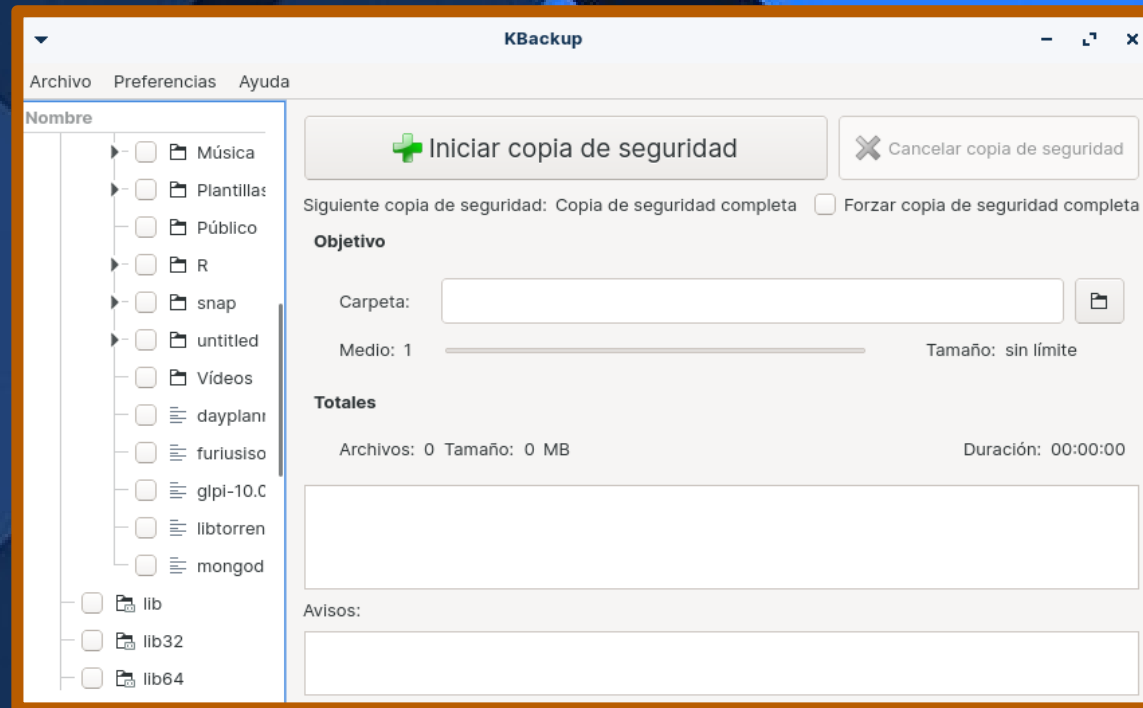 KBackup
Archivo Preferencias Ayuda
Nombre
Música
Plantillas
Público
R
snap
untitled
Vídeos
dayplann
furiusiso
glpi-10.0
libtorren
mongod
lib
lib32
lib64
Iniciar copia de seguridad
Cancelar copia de seguridad
Siguiente copia de seguridad: Copia de seguridad completa Forzar copia de seguridad completa
Objetivo
Carpeta:
Medio: 1 Tamaño: sin límite
Totales
Archivos: 0 Tamaño: 0 MB Duración: 00:00:00
Avisos: